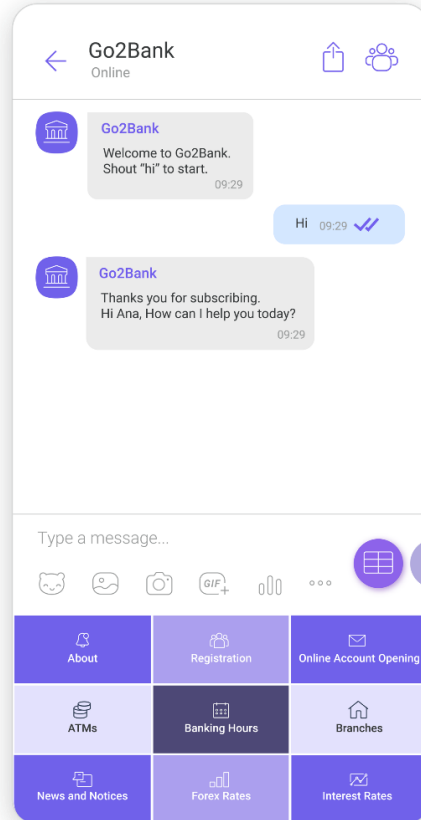 Go2Bank
Online
Go2Bank
Welcome to Go2Bank.
Shout “hi” to start.
09:29
Hi 09:29
Go2Bank
Thanks you for subscribing.
Hi Ana, How can I help you today?
09:29
Type a message...
GIF
About
Registration
Online Account Opening
ATMs
Banking Hours
Branches
News and Notices
Forex Rates
Interest Rates